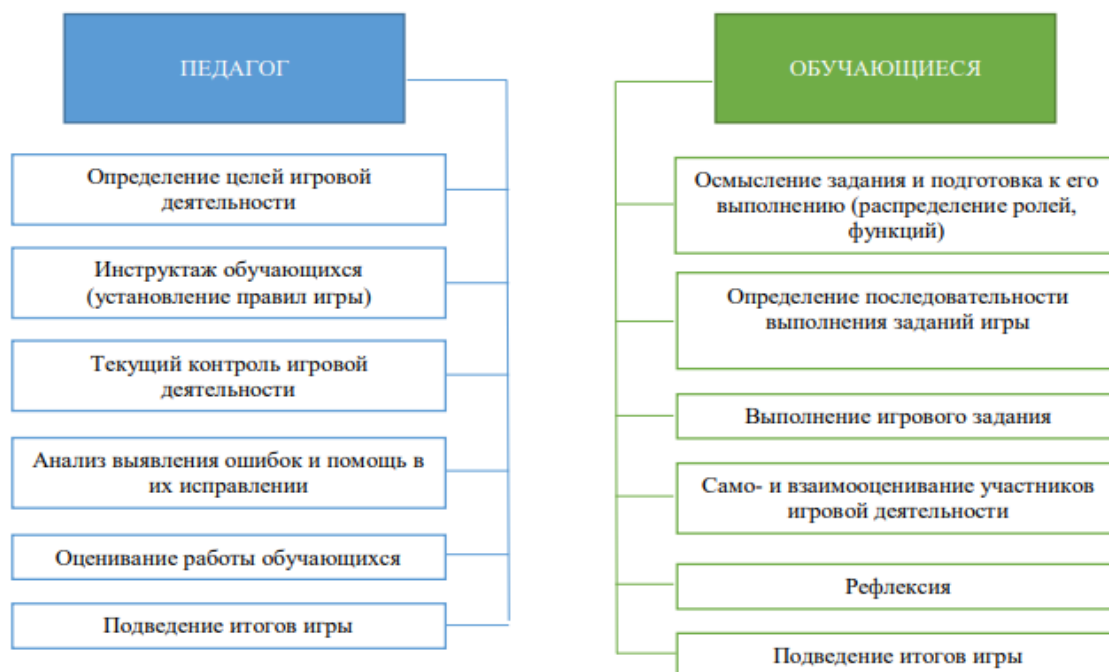 ПЕДАГОГ
Определение целей игровой
деятельности
Инструктаж обучающихся
(установление правил игры)
Текущий контроль игровой
деятельности
Анализ выявления ошибок и помощь в
их исправлении
Оценивание работы обучающихся
Подведение итогов игры
ОБУЧАЮЩИЕСЯ
Осмысление задания и подготовка к его
выполнению (распределение ролей,
функций)
Определение последовательности
выполнения заданий игры
Выполнение игрового задания
Само- и взаимооценивание участников
игровой деятельности
Рефлексия
Подведение итогов игры